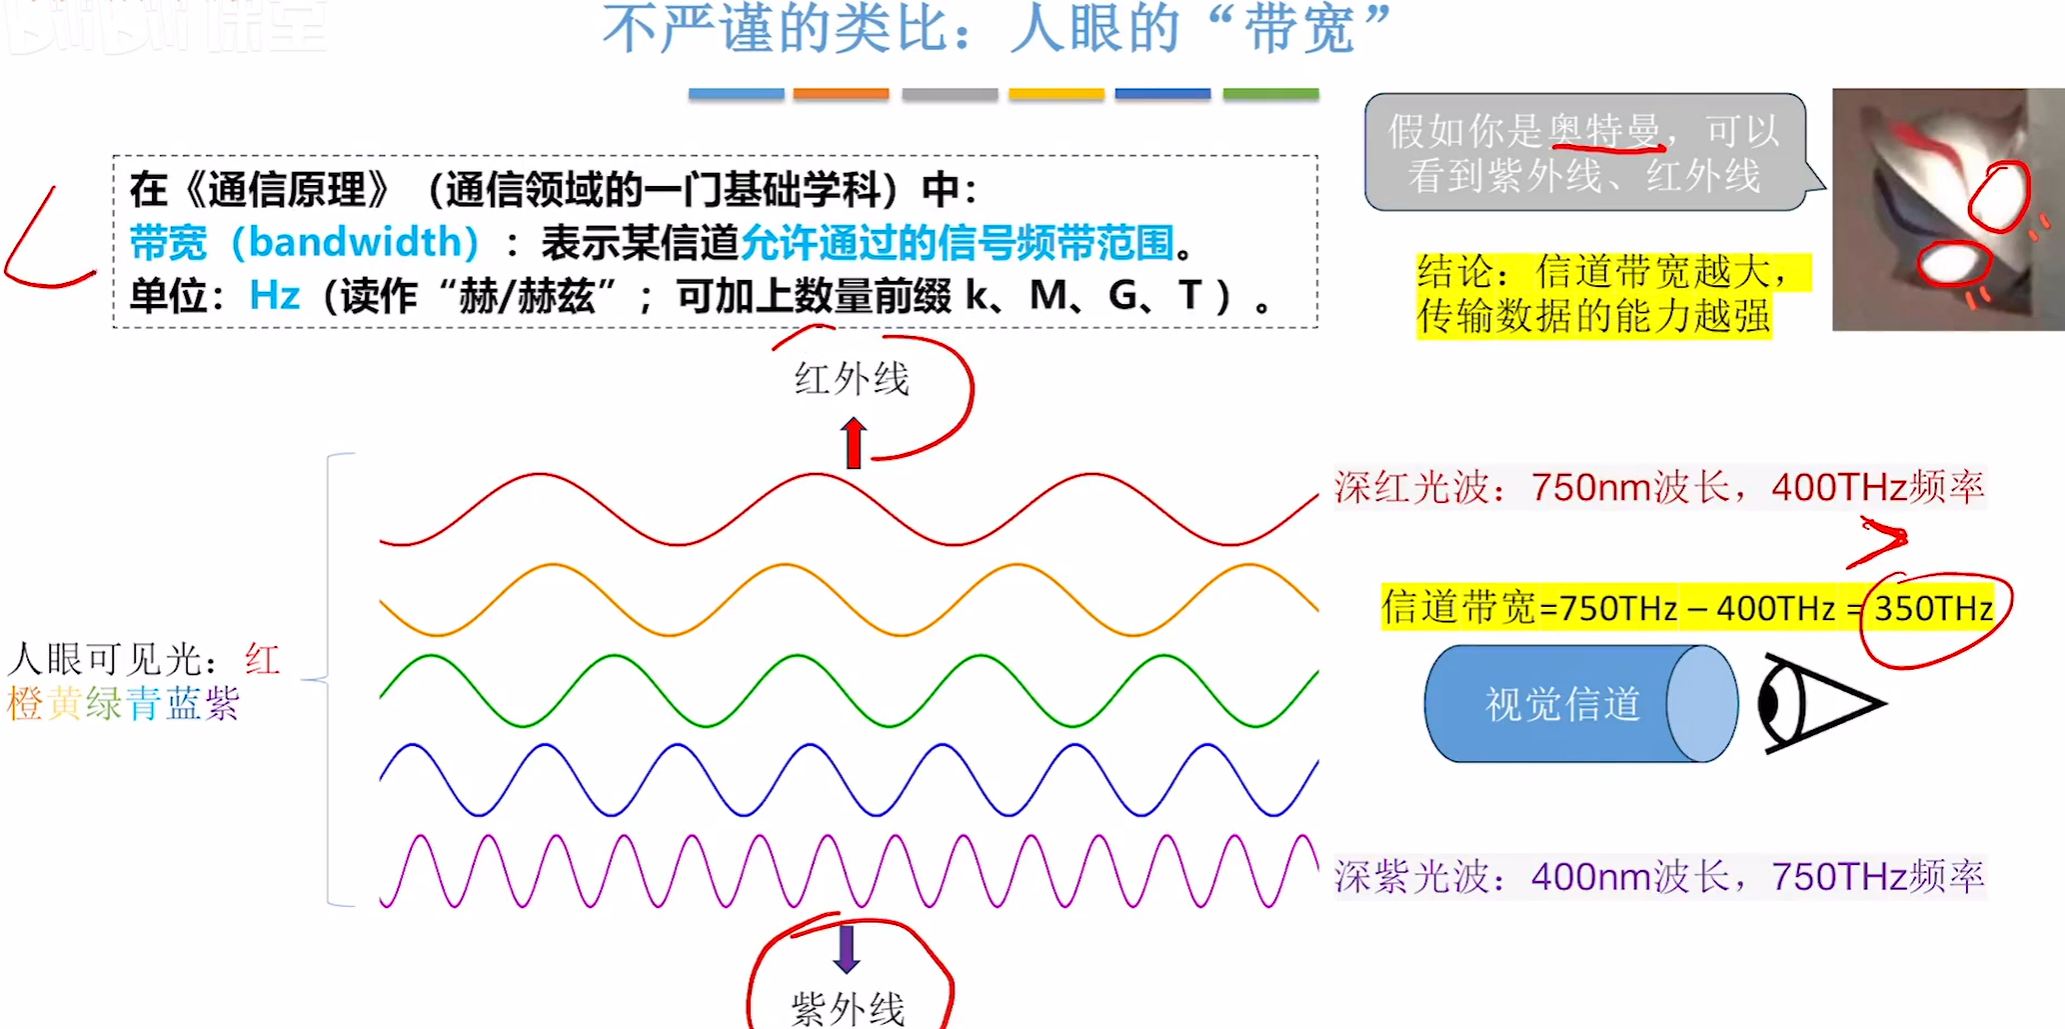 不严谨的类比：人眼的“带宽”
假如你是奥特曼，可以
看到紫外线、红外线
在《通信原理》（通信领域的一门基础学科）中：
带宽（bandwidth）：表示某信道允许通过的信号频带范围。
单位：Hz（读作“赫/赫兹”；可加上数量前缀 k、M、G、T ）。
结论：信道带宽越大，
传输数据的能力越强
红外线
深红光波：750nm波长，400THz频率
信道带宽=750THz – 400THz = 350THz
人眼可见光：红
橙黄绿青蓝紫
视觉信道
深紫光波：400nm波长，750THz频率
紫外线